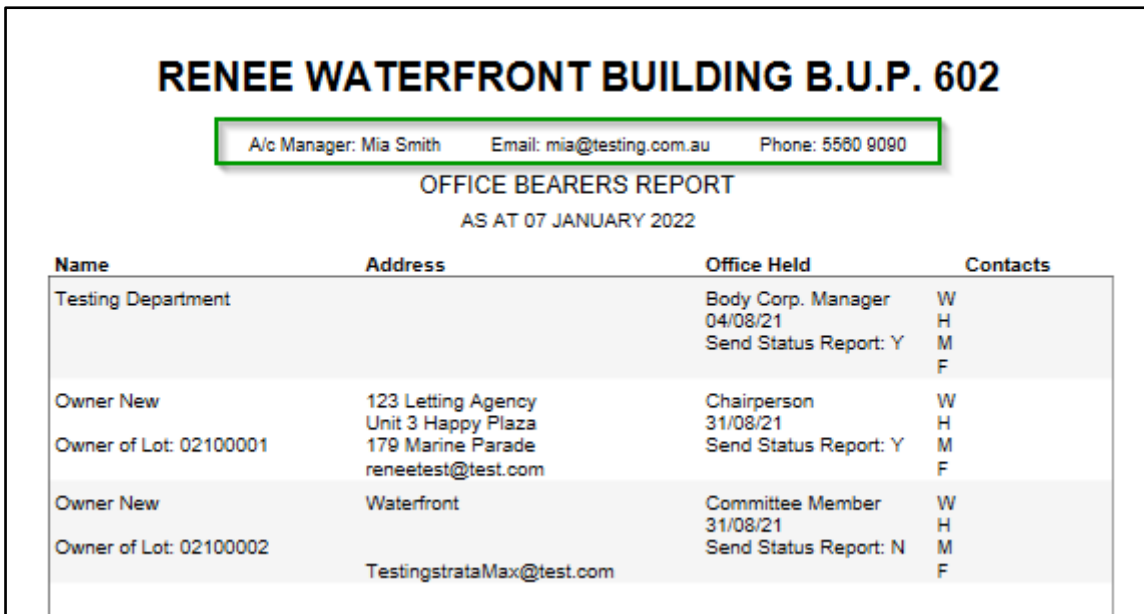 RENEE WATERFRONT BUILDING B.U.P. 602
A/c Manager: Mia Smith Email: mia@testing.com.au Phone: 5560 9090
OFFICE BEARERS REPORT
AS AT 07 JANUARY 2022
Name Address Office Held Contacts
Testing Department Body Corp. Manager W
04/08/21 H
Send Status Report: Y M
F
Owner New 123 Letting Agency Chairperson W
Unit 3 Happy Plaza 31/08/21 H
Owner of Lot: 02100001 179 Marine Parade Send Status Report: Y M
reneetest@test.com F
Owner New Waterfront Committee Member W
31/08/21 H
Owner of Lot: 02100002 Send Status Report: N M
TestingstrataMax@test.com F